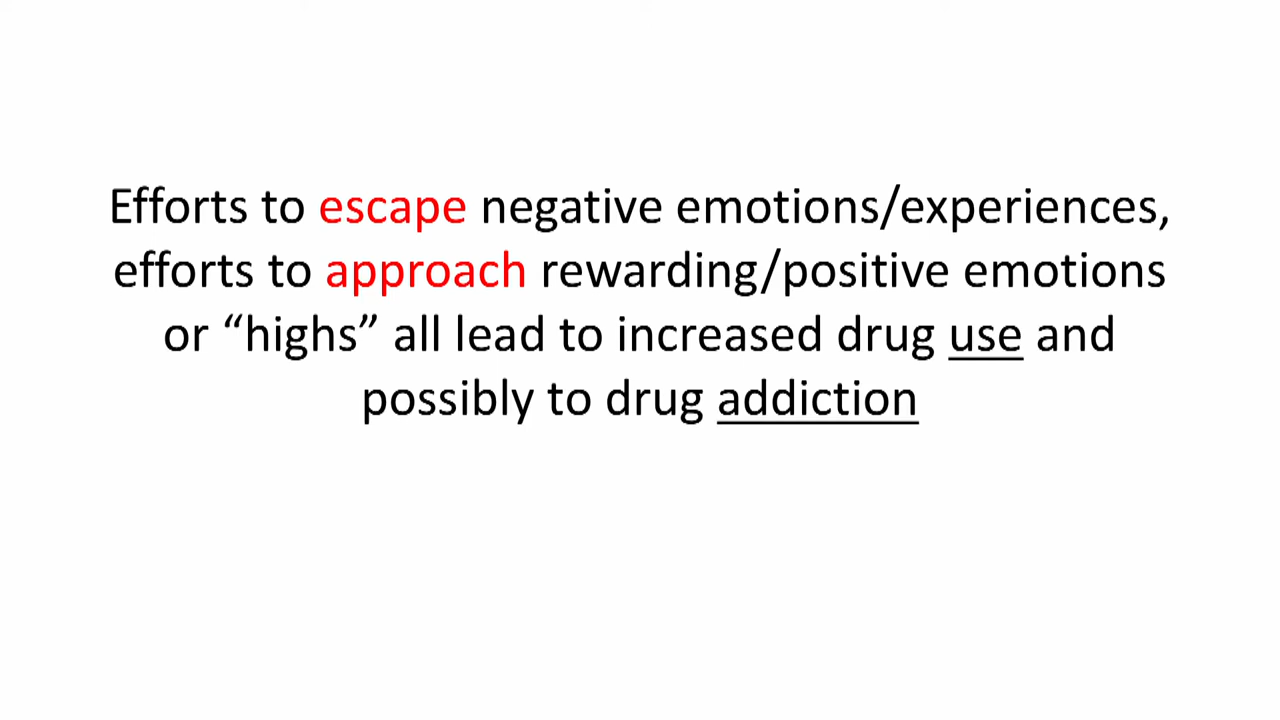 Efforts to escape negative emotions/experiences,
efforts to approach rewarding/positive emotions
or “highs” all lead to increased drug use and
possibly to drug addiction